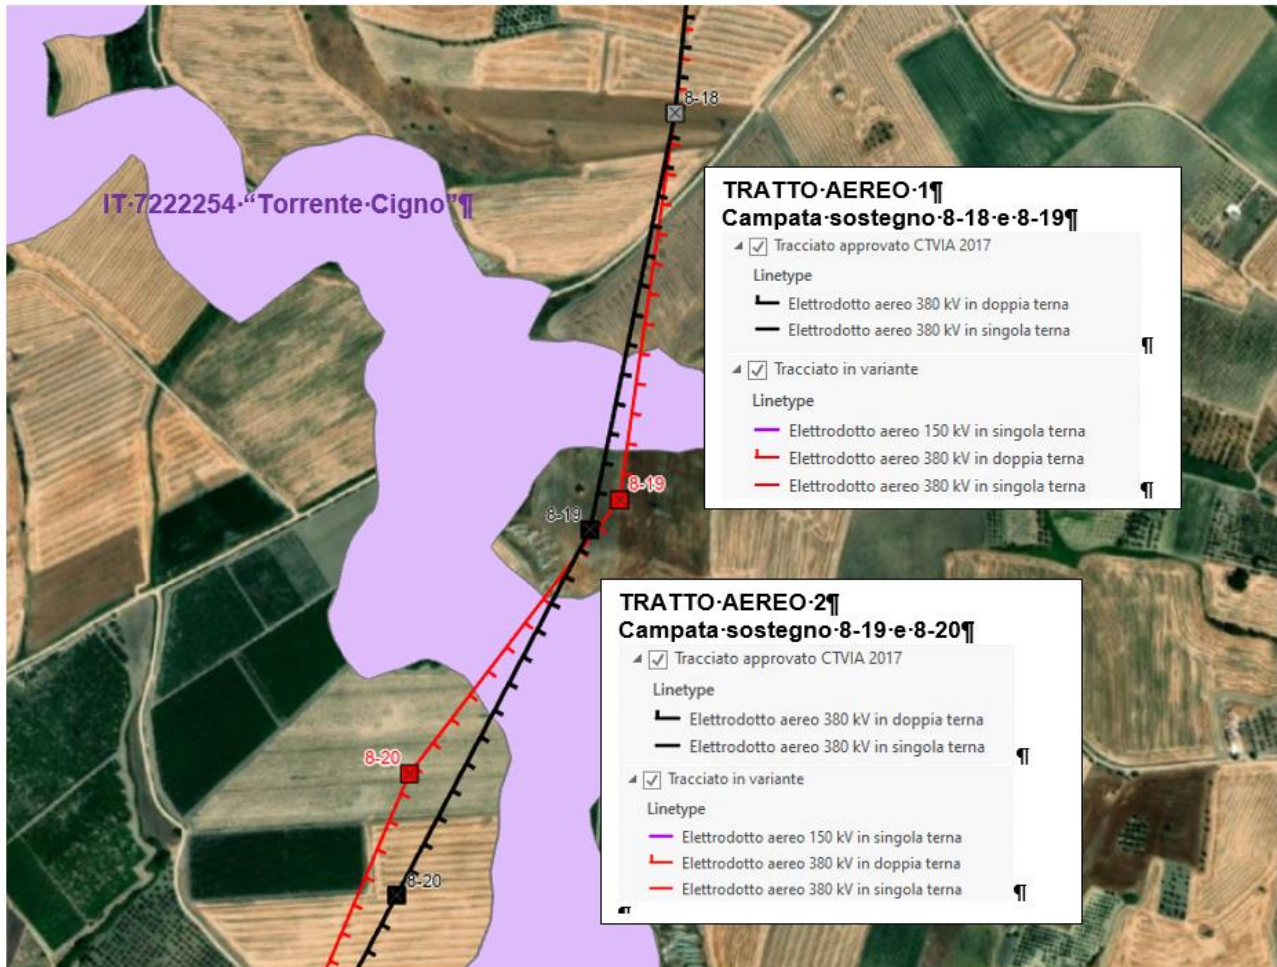 8-18
IT·7222254·“Torrente·Cigno”¶
TRATTO·AEREO·1¶
Campata·sostegno·8-18·e·8-19¶
Tracciato approvato CTVIA 2017
Linetype
Elettrodotto aereo 380 kV in doppia terna
Elettrodotto aereo 380 kV in singola terna
¶
Tracciato in variante
Linetype
Elettrodotto aereo 150 kV in singola terna
Elettrodotto aereo 380 kV in doppia terna
Elettrodotto aereo 380 kV in singola terna
¶
8-19
8-19
TRATTO·AEREO·2¶
Campata·sostegno·8-19·e·8-20¶
Tracciato approvato CTVIA 2017
Linetype
Elettrodotto aereo 380 kV in doppia terna
Elettrodotto aereo 380 kV in singola terna
¶
Tracciato in variante
Linetype
Elettrodotto aereo 150 kV in singola terna
Elettrodotto aereo 380 kV in doppia terna
Elettrodotto aereo 380 kV in singola terna
¶
¶
8-20
8-20